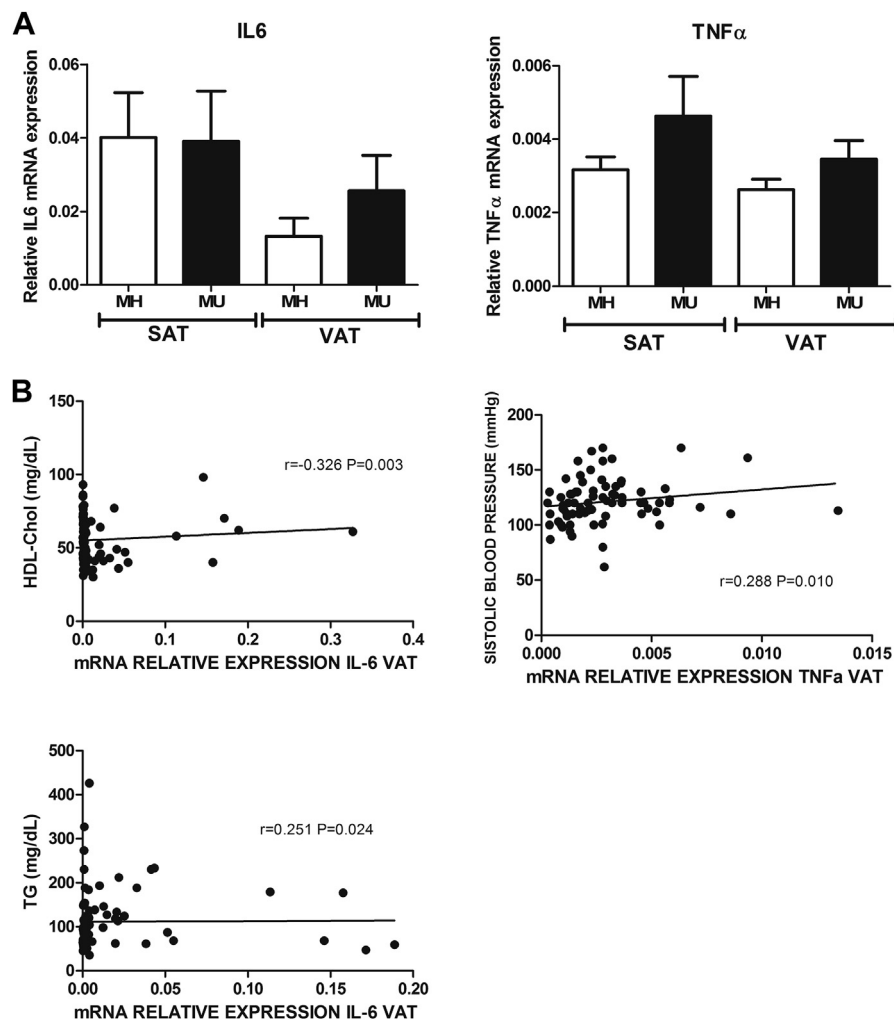 A
IL6
Relative IL6 mRNA expression
0.06
0.04
0.02
0.00
MH MU MH MU
SAT VAT
TNFα
Relative TNFα mRNA expression
0.006
0.004
0.002
0.000
MH MU MH MU
SAT VAT
B
HDL-Chol (mg/dL)
150
100
50
0
r=-0.326 P=0.003
0.0 0.1 0.2 0.3 0.4
mRNA RELATIVE EXPRESSION IL-6 VAT
SISTOLIC BLOOD PRESSURE (mmHg)
200
150
100
50
0
r=0.288 P=0.010
0.000 0.005 0.010 0.015
mRNA RELATIVE EXPRESSION TNFa VAT
TG (mg/dL)
500
400
300
200
100
0
r=0.251 P=0.024
0.00 0.05 0.10 0.15 0.20
mRNA RELATIVE EXPRESSION IL-6 VAT